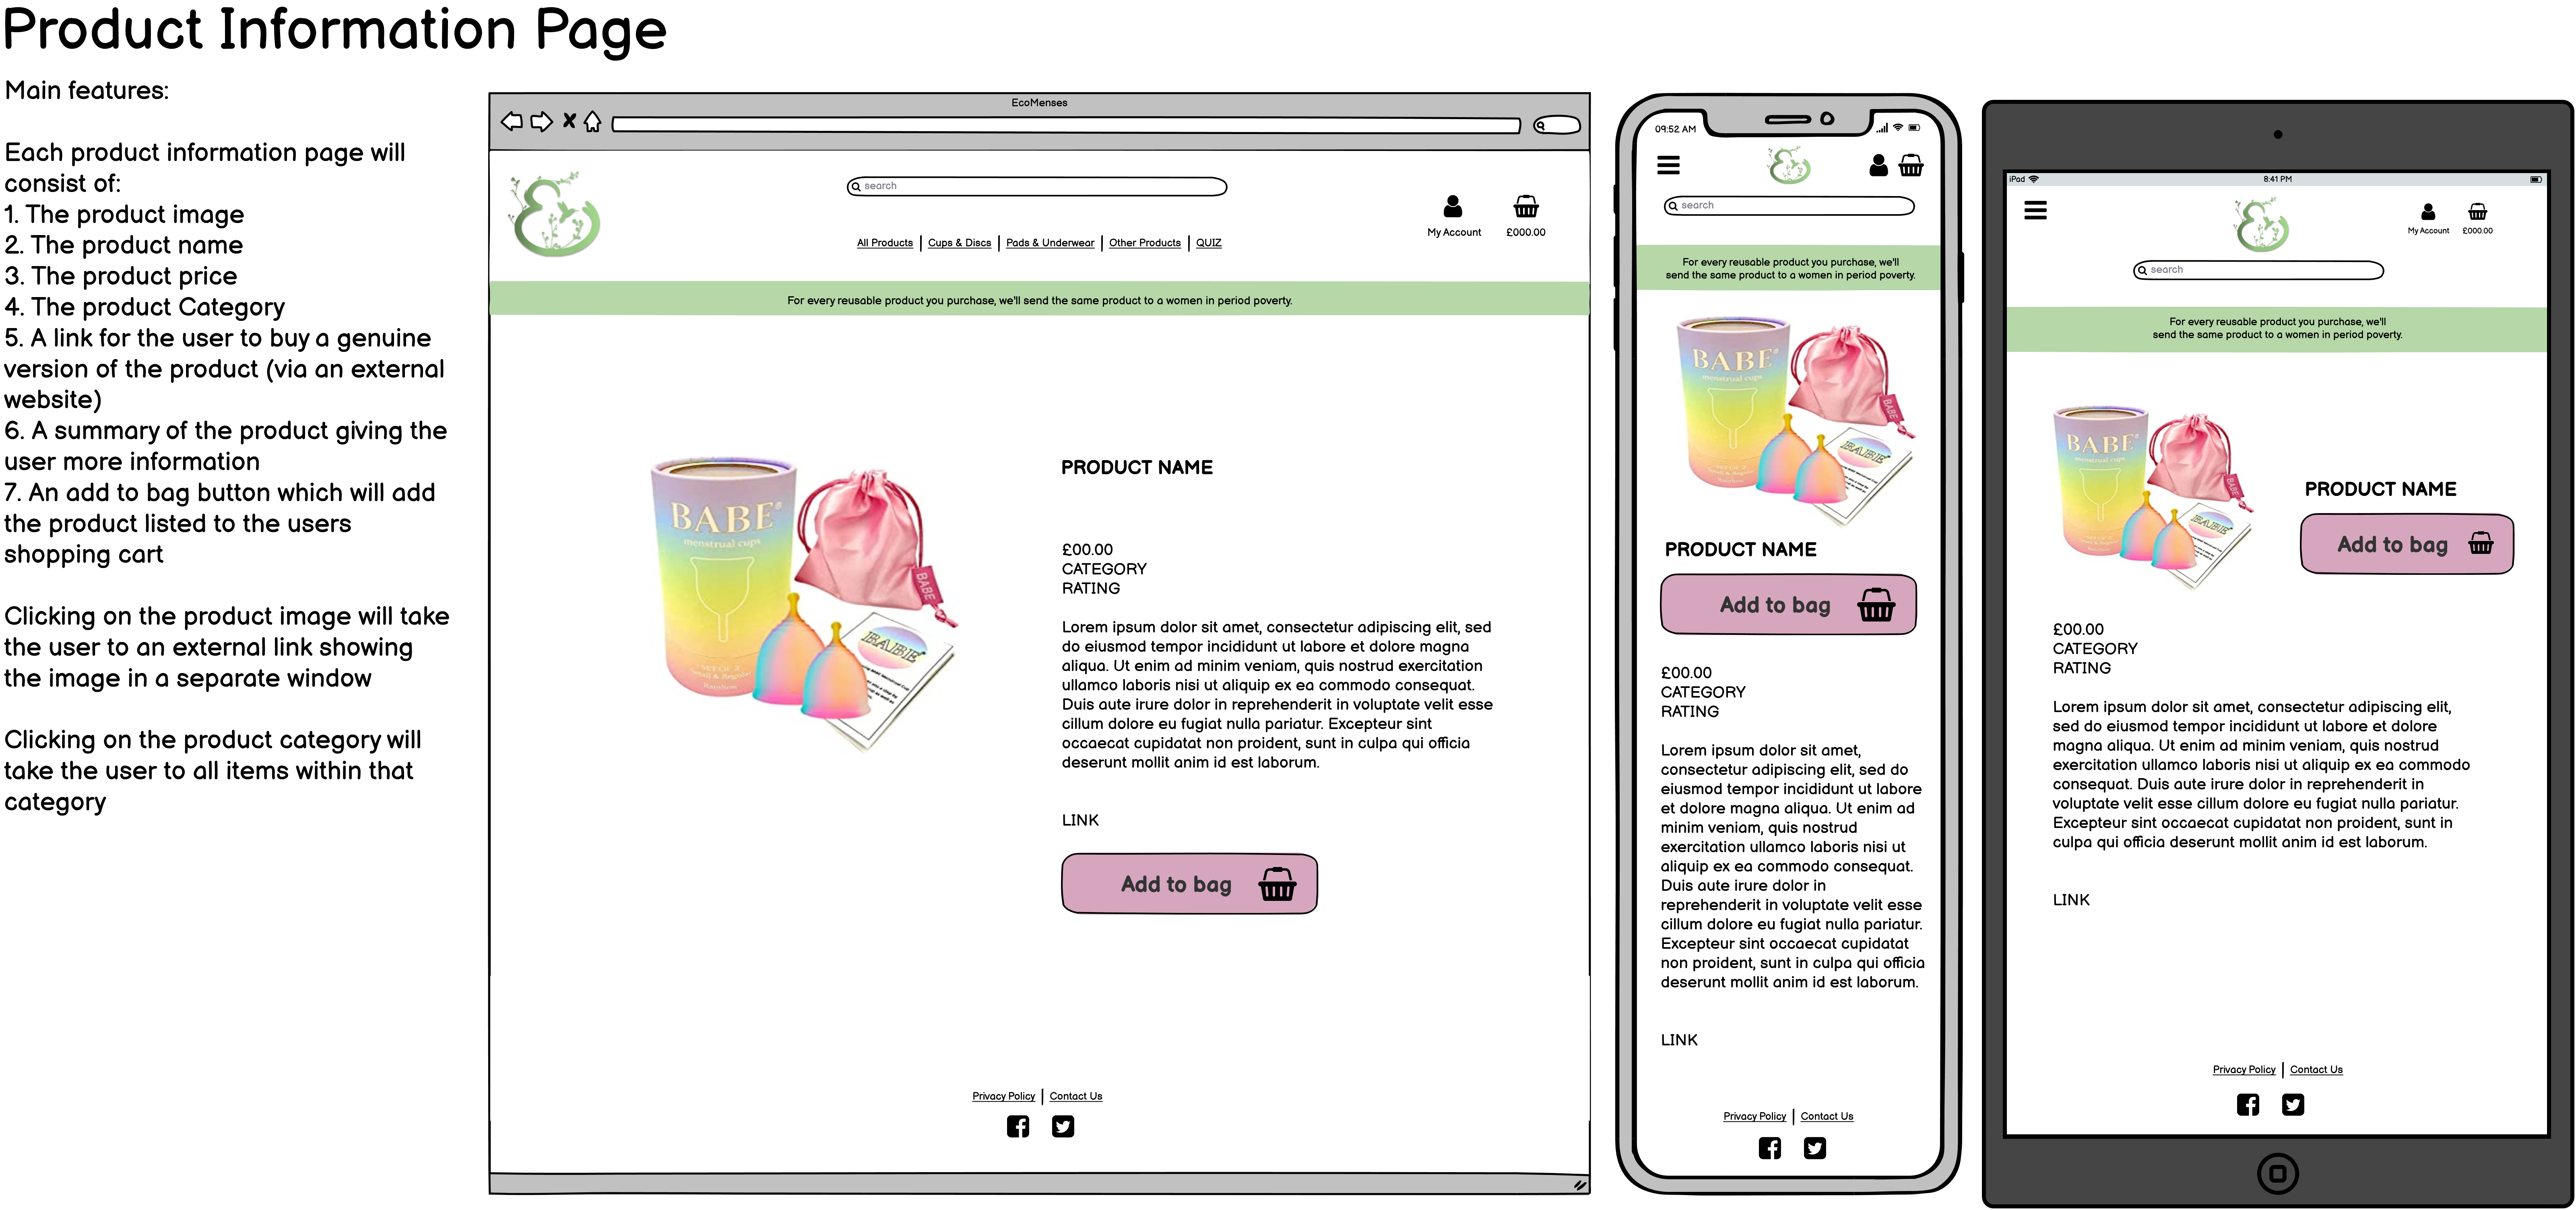 Product Information Page
Main features:
Each product information page will
consist of:
1. The product image
2. The product name
3. The product price
4. The product Category
5. A link for the user to buy a genuine
version of the product (via an external
website)
6. A summary of the product giving the
user more information
7. An add to bag button which will add
the product listed to the users
shopping cart
Clicking on the product image will take
the user to an external link showing
the image in a separate window
Clicking on the product category will
take the user to all items within that
category
EcoMenses
search
My Account
£000.00
All Products | Cups & Discs | Pads & Underwear | Other Products | QUIZ
For every reusable product you purchase, we'll send the same product to a women in period poverty.
BABE®
menstrual cups
SET OF 2
Small & Regular
Rainbow
BABE
BABE
PRODUCT NAME
£00.00
CATEGORY
RATING
Lorem ipsum dolor sit amet, consectetur adipiscing elit, sed
do eiusmod tempor incididunt ut labore et dolore magna
aliqua. Ut enim ad minim veniam, quis nostrud exercitation
ullamco laboris nisi ut aliquip ex ea commodo consequat.
Duis aute irure dolor in reprehenderit in voluptate velit esse
cillum dolore eu fugiat nulla pariatur. Excepteur sint
occaecat cupidatat non proident, sunt in culpa qui officia
deserunt mollit anim id est laborum.
LINK
Add to bag
Privacy Policy | Contact Us
09:52 AM
search
For every reusable product you purchase, we'll
send the same product to a women in period poverty.
BABE®
menstrual cups
BABE
BABE
PRODUCT NAME
Add to bag
£00.00
CATEGORY
RATING
Lorem ipsum dolor sit amet,
consectetur adipiscing elit, sed do
eiusmod tempor incididunt ut labore
et dolore magna aliqua. Ut enim ad
minim veniam, quis nostrud
exercitation ullamco laboris nisi ut
aliquip ex ea commodo consequat.
Duis aute irure dolor in
reprehenderit in voluptate velit esse
cillum dolore eu fugiat nulla pariatur.
Excepteur sint occaecat cupidatat
non proident, sunt in culpa qui officia
deserunt mollit anim id est laborum.
LINK
Privacy Policy | Contact Us
iPad
8:41 PM
My Account
£000.00
search
For every reusable product you purchase, we'll
send the same product to a women in period poverty.
BABE®
menstrual cups
BABE
BABE
PRODUCT NAME
Add to bag
£00.00
CATEGORY
RATING
Lorem ipsum dolor sit amet, consectetur adipiscing elit,
sed do eiusmod tempor incididunt ut labore et dolore
magna aliqua. Ut enim ad minim veniam, quis nostrud
exercitation ullamco laboris nisi ut aliquip ex ea commodo
consequat. Duis aute irure dolor in reprehenderit in
voluptate velit esse cillum dolore eu fugiat nulla pariatur.
Excepteur sint occaecat cupidatat non proident, sunt in
culpa qui officia deserunt mollit anim id est laborum.
LINK
Privacy Policy | Contact Us